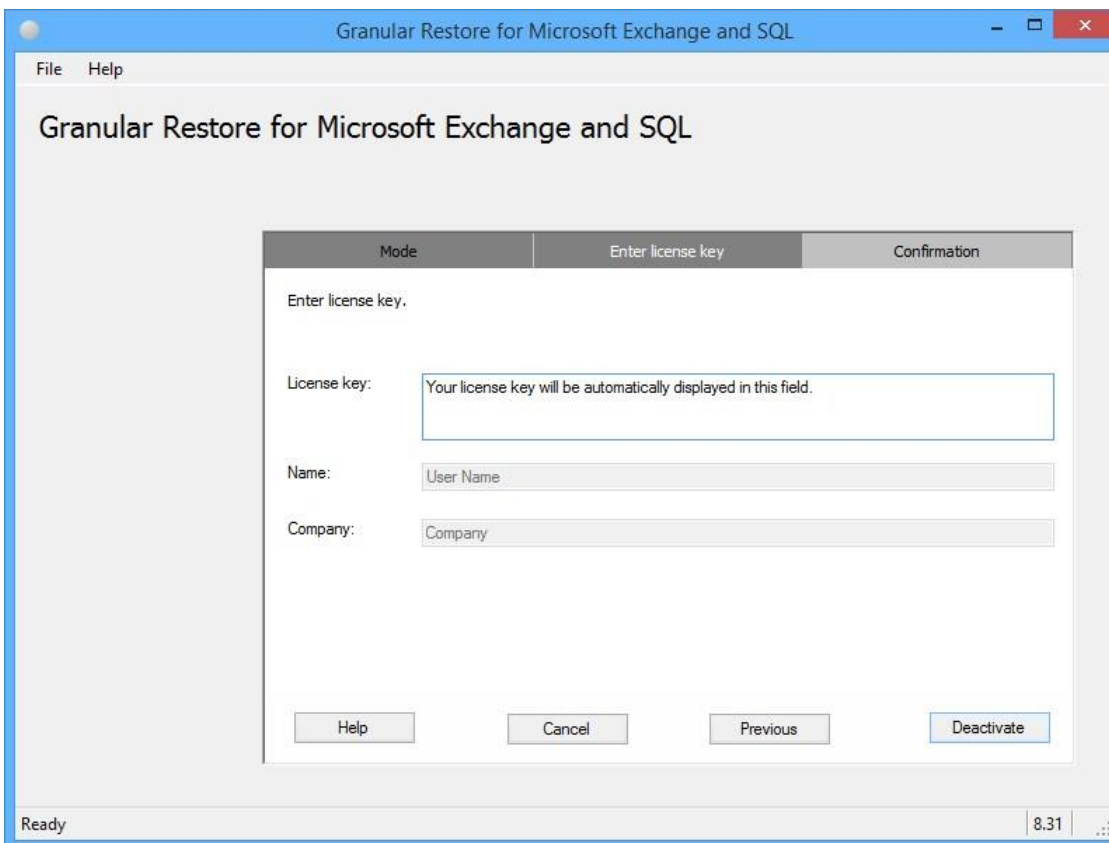 Granular Restore for Microsoft Exchange and SQL
File Help
Granular Restore for Microsoft Exchange and SQL
Mode Enter license key Confirmation
Enter license key.
License key: Your license key will be automatically displayed in this field.
Name: User Name
Company: Company
Help Cancel Previous Deactivate
Ready 8.31